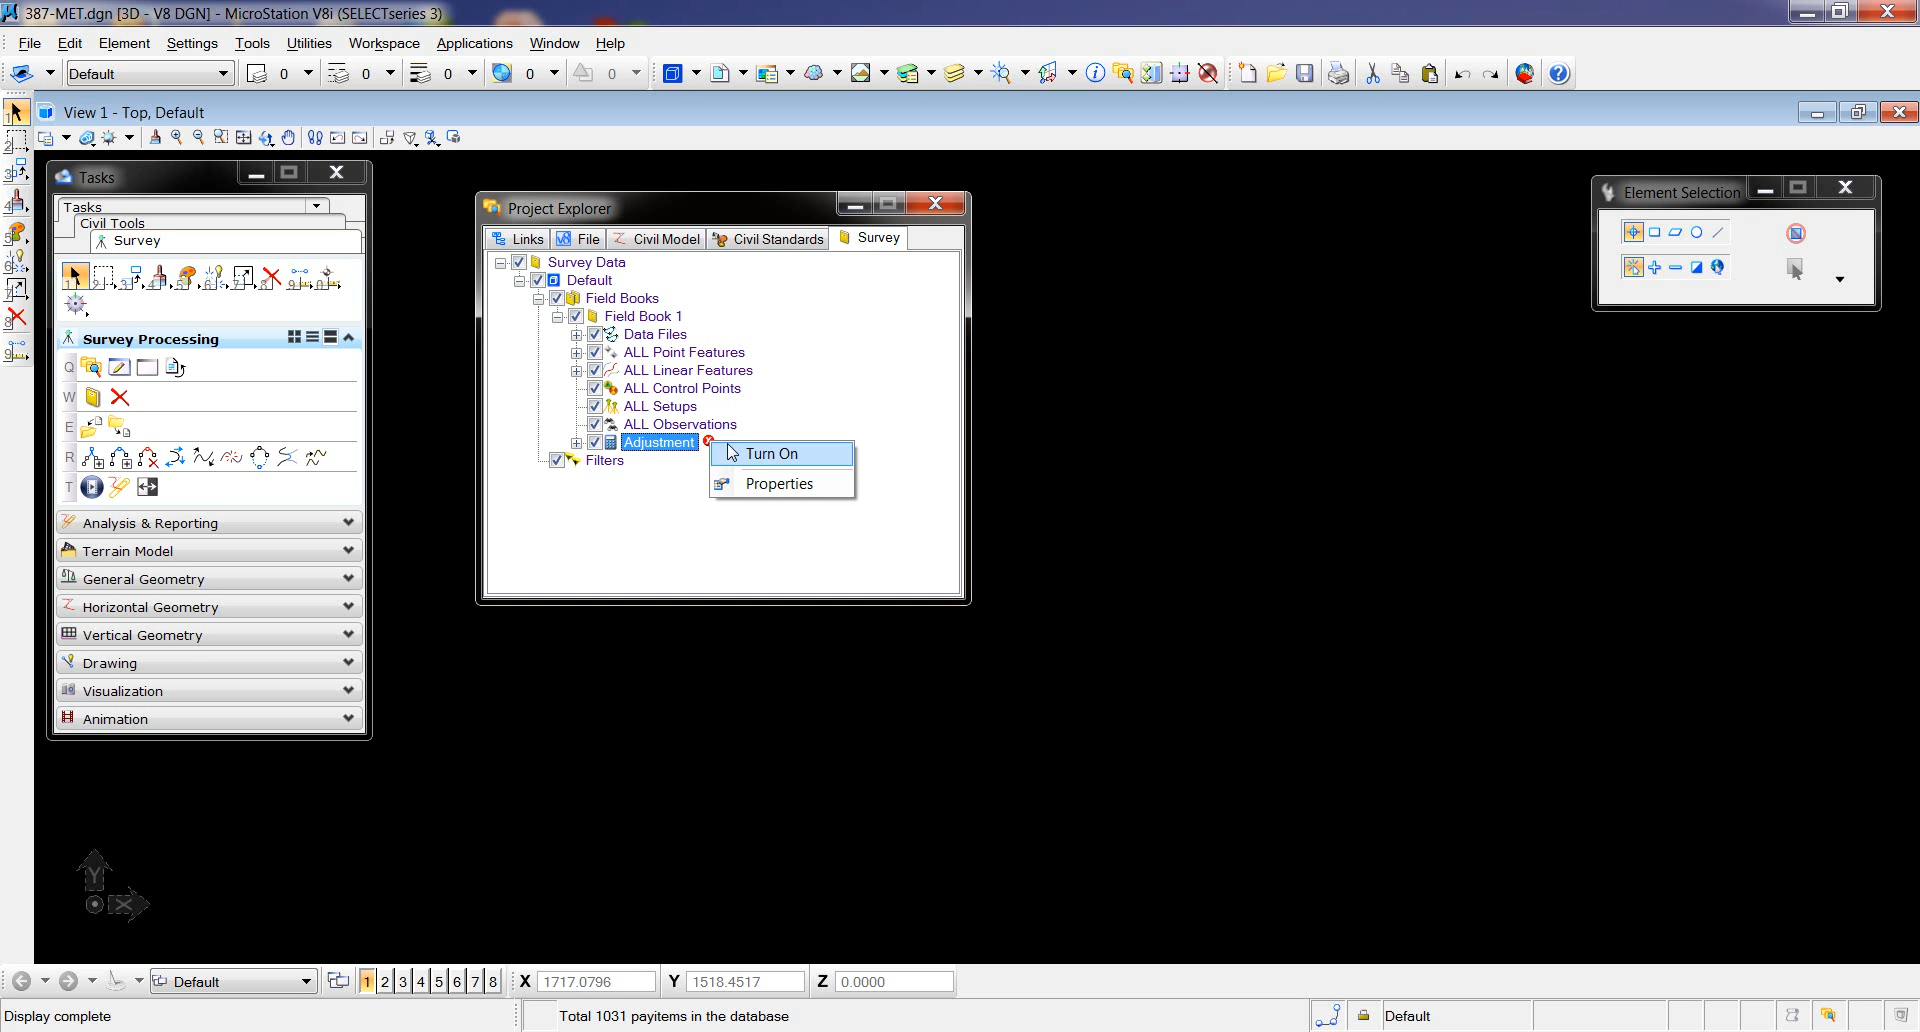 387-MET.dgn [3D - V8 DGN] - MicroStation V8i (SELECTseries 3)
File Edit Element Settings Tools Utilities Workspace Applications Window Help
Default 0 0 0 0 0
View 1 - Top, Default
Tasks
Tasks
Civil Tools
Survey
Survey Processing
Q
W
E
R
T
Analysis & Reporting
Terrain Model
General Geometry
Horizontal Geometry
Vertical Geometry
Drawing
Visualization
Animation
Project Explorer
Links File Civil Model Civil Standards Survey
Survey Data
Default
Field Books
Field Book 1
Data Files
ALL Point Features
ALL Linear Features
ALL Control Points
ALL Setups
ALL Observations
Adjustment
Filters
Turn On
Properties
Element Selection
Y
X
Default 1 2 3 4 5 6 7 8 X 1717.0796 Y 1518.4517 Z 0.0000
Display complete Total 1031 payitems in the database Default